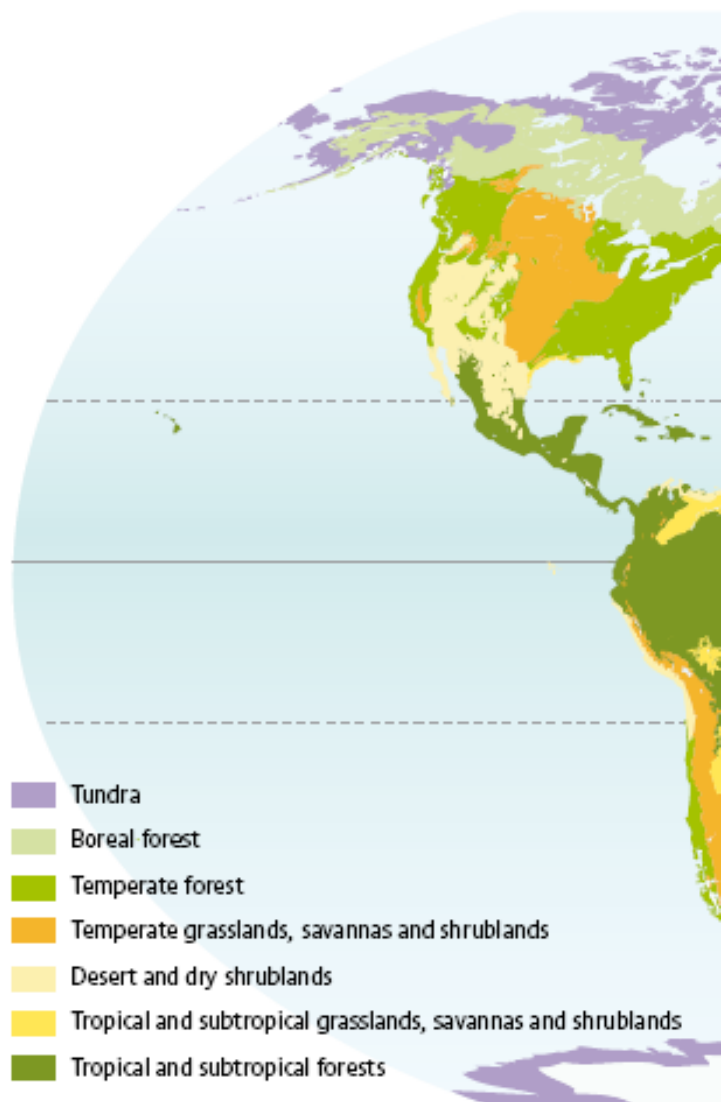 Tundra
Boreal forest
Temperate forest
Temperate grasslands, savannas and shrublands
Desert and dry shrublands
Tropical and subtropical grasslands, savannas and shrublands
Tropical and subtropical forests